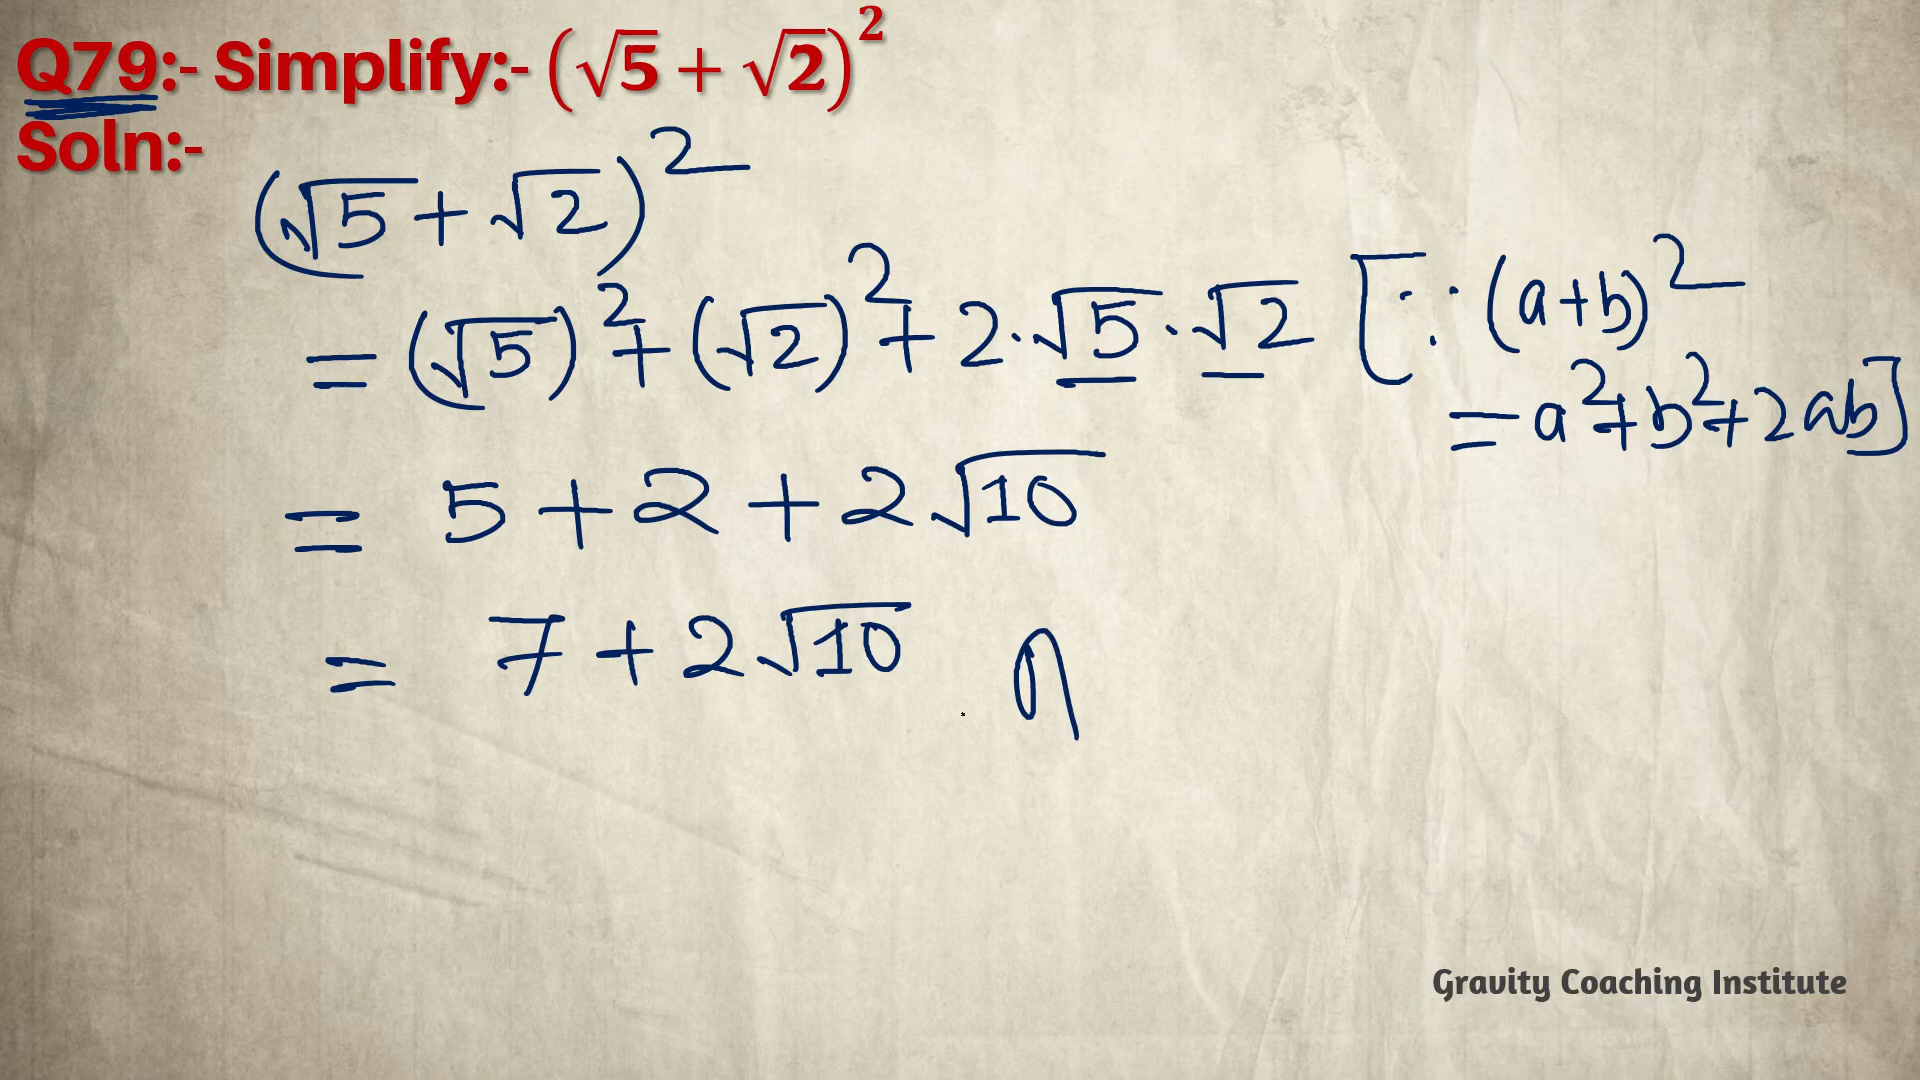 Q79:- Simplify:- (√5 + √2)²
Soln:-
(√5 + √2)²
= (√5)² + (√2)² + 2·√5·√2 [∵ (a+b)²
= a²+b²+2ab]
= 5 + 2 + 2√10
= 7 + 2√10
Gravity Coaching Institute